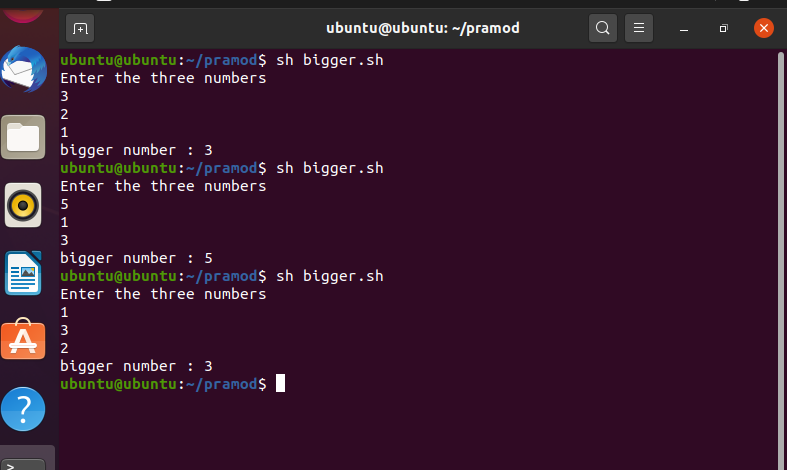 ubuntu@ubuntu: ~/pramod
ubuntu@ubuntu:~/pramod$ sh bigger.sh
Enter the three numbers
3
2
1
bigger number : 3
ubuntu@ubuntu:~/pramod$ sh bigger.sh
Enter the three numbers
5
1
3
bigger number : 5
ubuntu@ubuntu:~/pramod$ sh bigger.sh
Enter the three numbers
1
3
2
bigger number : 3
ubuntu@ubuntu:~/pramod$